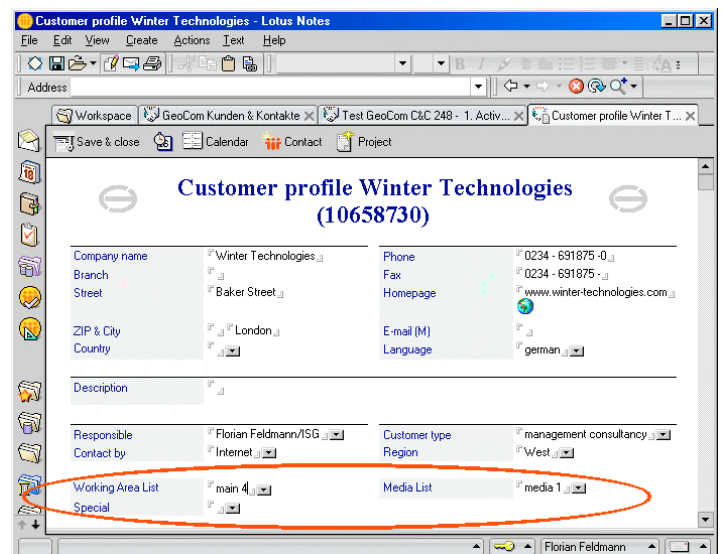 Customer profile Winter Technologies - Lotus Notes
File Edit View Create Actions Text Help
B I
Address
Workspace GeoCom Kunden & Kontakte Test GeoCom C&C 248 - 1. Activ... Customer profile Winter T...
Save & close Calendar Contact Project
Customer profile Winter Technologies
(10658730)
Company name Winter Technologies Phone 0234 - 691875 -0
Branch Fax 0234 - 691875 -
Street Baker Street Homepage www.winter-technologies.com
ZIP & City London E-mail (M)
Country Language german
Description
Responsible Florian Feldmann/ISG Customer type management consultancy
Contact by Internet Region West
Working Area List main 4 Media List media 1
Special
Florian Feldmann